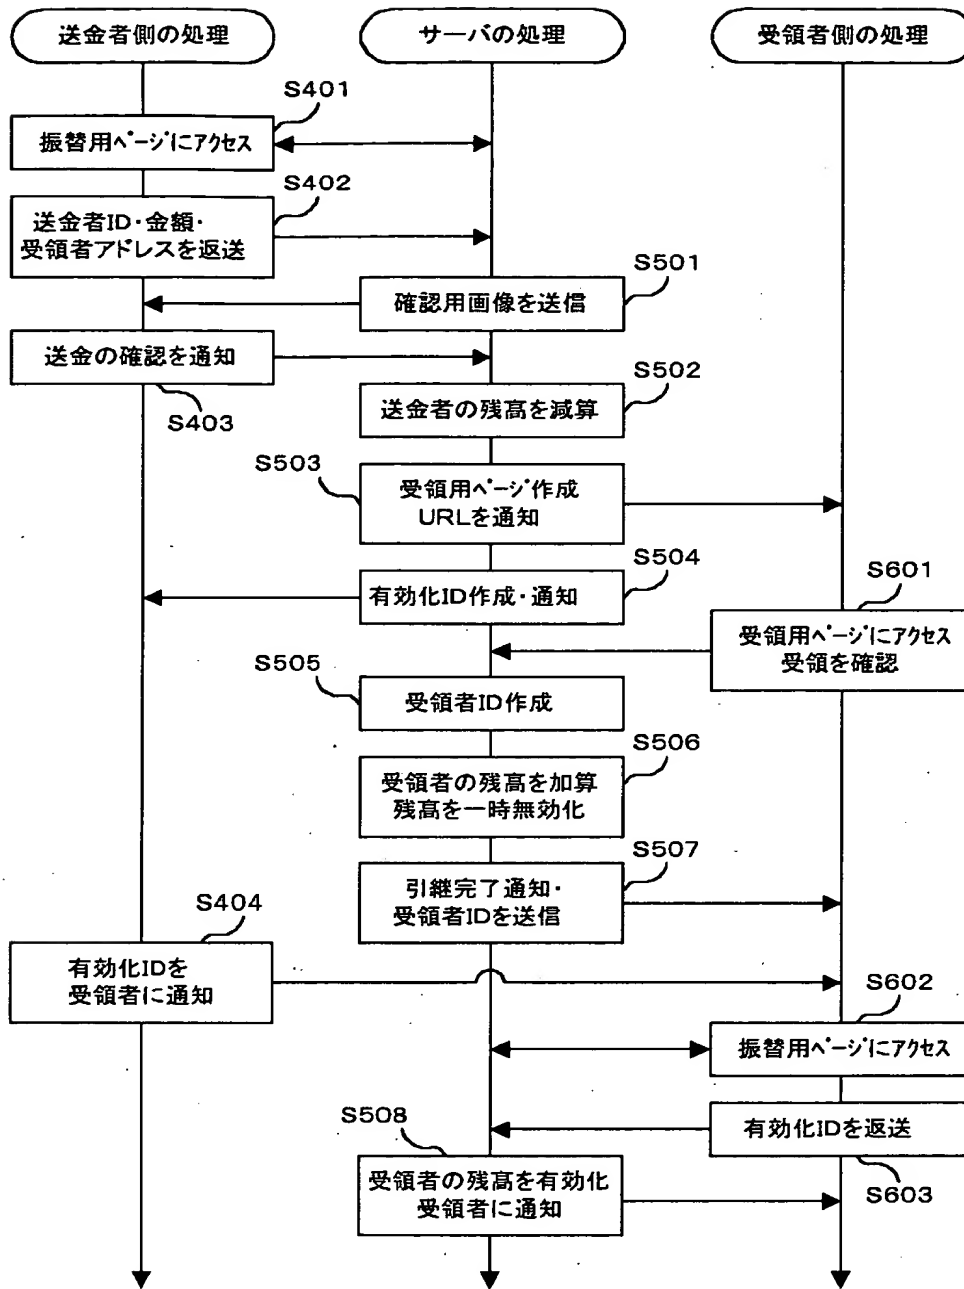 送金者側の処理
サーバの処理
受領者側の処理
S401
振替用ページにアクセス
S402
送金者ID・金額・
受領者アドレスを返送
S501
確認用画像を送信
送金の確認を通知
S403
S502
送金者の残高を減算
S503
受領用ページ作成
URLを通知
S504
有効化ID作成・通知
S601
受領用ページにアクセス
受領を確認
S505
受領者ID作成
S506
受領者の残高を加算
残高を一時無効化
S507
引継完了通知・
受領者IDを送信
S404
有効化IDを
受領者に通知
S602
振替用ページにアクセス
有効化IDを返送
S603
S508
受領者の残高を有効化
受領者に通知